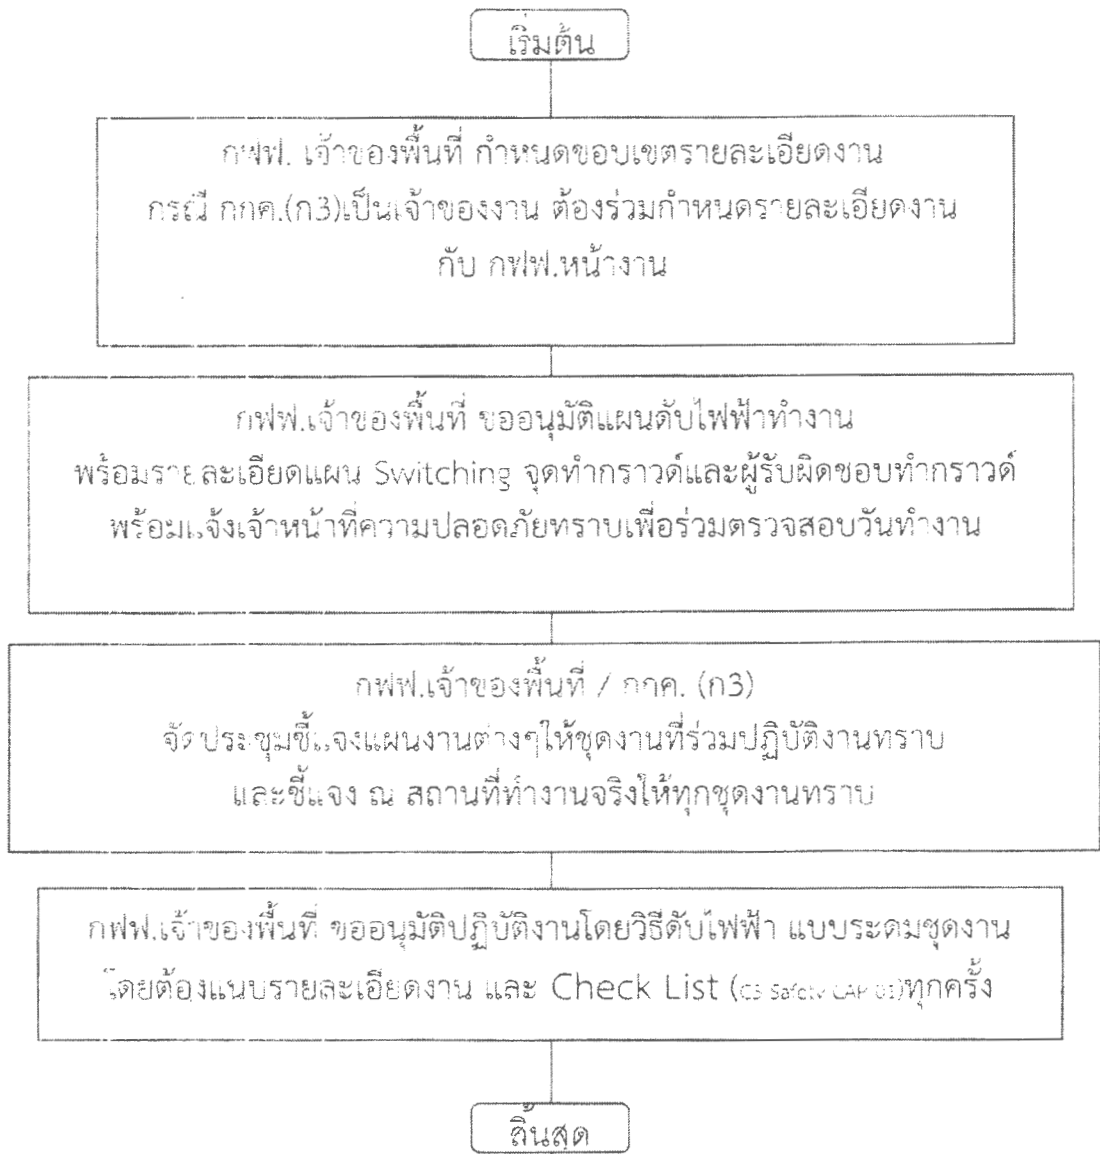 เริ่มต้น
กฟฟ. เจ้าของพื้นที่ กำหนดขอบเขตรายละเอียดงาน
กรณี กกค.(ก3)เป็นเจ้าของงาน ต้องร่วมกำหนดรายละเอียดงาน
กับ กฟฟ.หน้างาน
กฟฟ.เจ้าของพื้นที่ ขออนุมัติแผนดับไฟฟ้าทำงาน
พร้อมรายละเอียดแผน Switching จุดทำกราวด์และผู้รับผิดชอบทำกราวด์
พร้อมแจ้งเจ้าหน้าที่ความปลอดภัยทราบเพื่อร่วมตรวจสอบวันทำงาน
กฟฟ.เจ้าของพื้นที่ / กกค. (ก3)
จัดประชุมชี้แจงแผนงานต่างๆให้ชุดงานที่ร่วมปฏิบัติงานทราบ
และชี้แจง ณ สถานที่ทำงานจริงให้ทุกชุดงานทราบ
กฟฟ.เจ้าของพื้นที่ ขออนุมัติปฏิบัติงานโดยวิธีดับไฟฟ้า แบบระดมชุดงาน
โดยต้องแนบรายละเอียดงาน และ Check List (C3 Safety CAP 01)ทุกครั้ง
สิ้นสุด